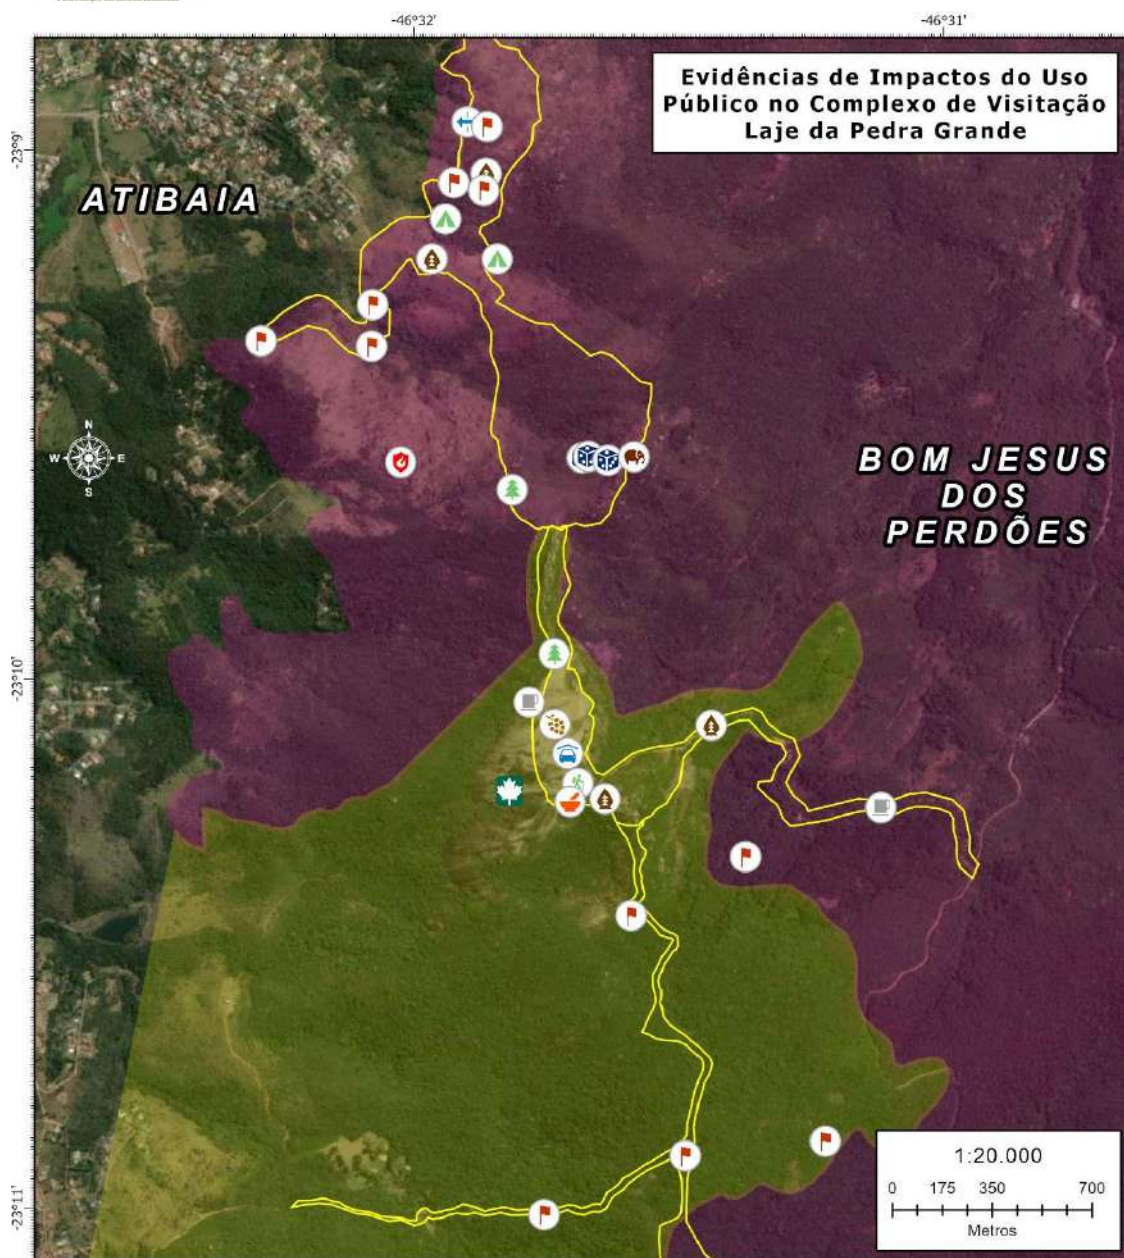 -46°32'
-46°31'
Evidências de Impactos do Uso
Público no Complexo de Visitação
Laje da Pedra Grande
-23°9'
ATIBAIA
N
W
E
S
BOM JESUS
DOS
PERDÕES
-23°10'
-23°11'
1:20.000
0 175 350 700
Metros